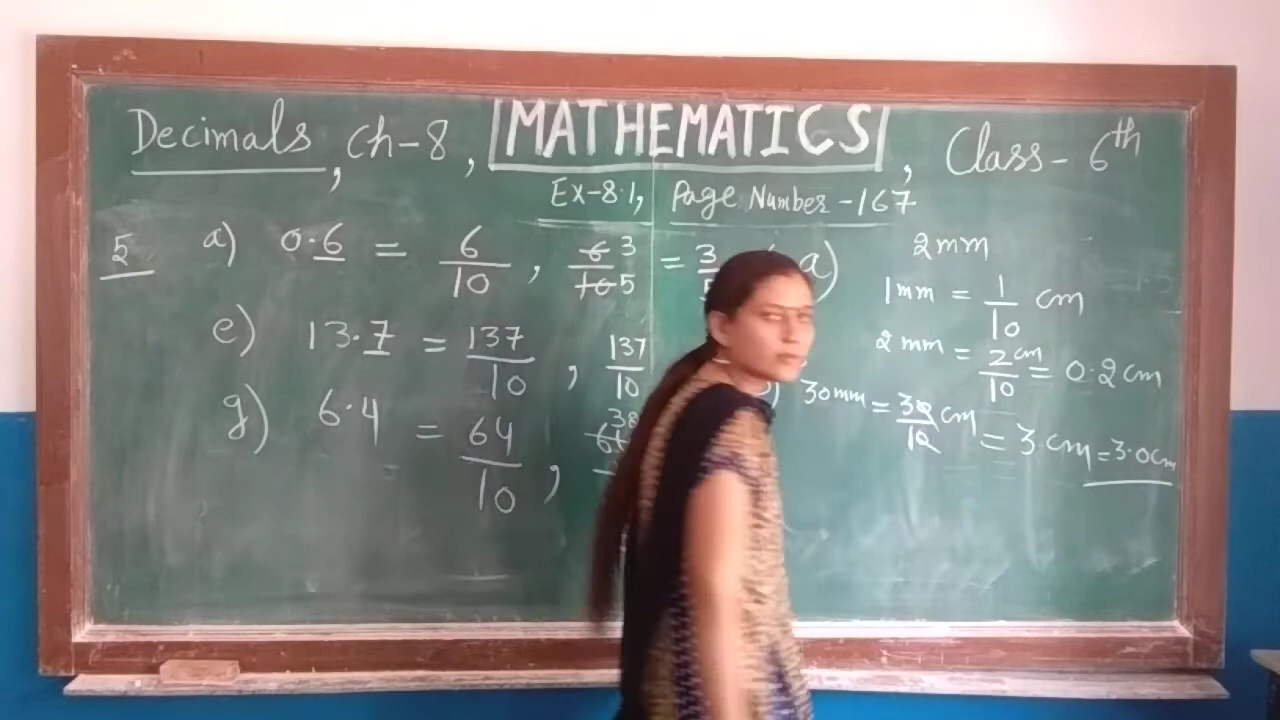 Decimals, Ch-8, MATHEMATICS, Class-6th
Ex-8.1, Page Number-167
5 a) 0.6 = 6/10, 6/10 3 5 = 3/5
e) 13.7 = 137/10, 137/10
g) 6.4 = 64/10,
a) 2mm
1mm = 1/10 cm
2mm = 2/10 cm = 0.2cm
) 30mm = 30/10 cm = 3cm = 3.0cm